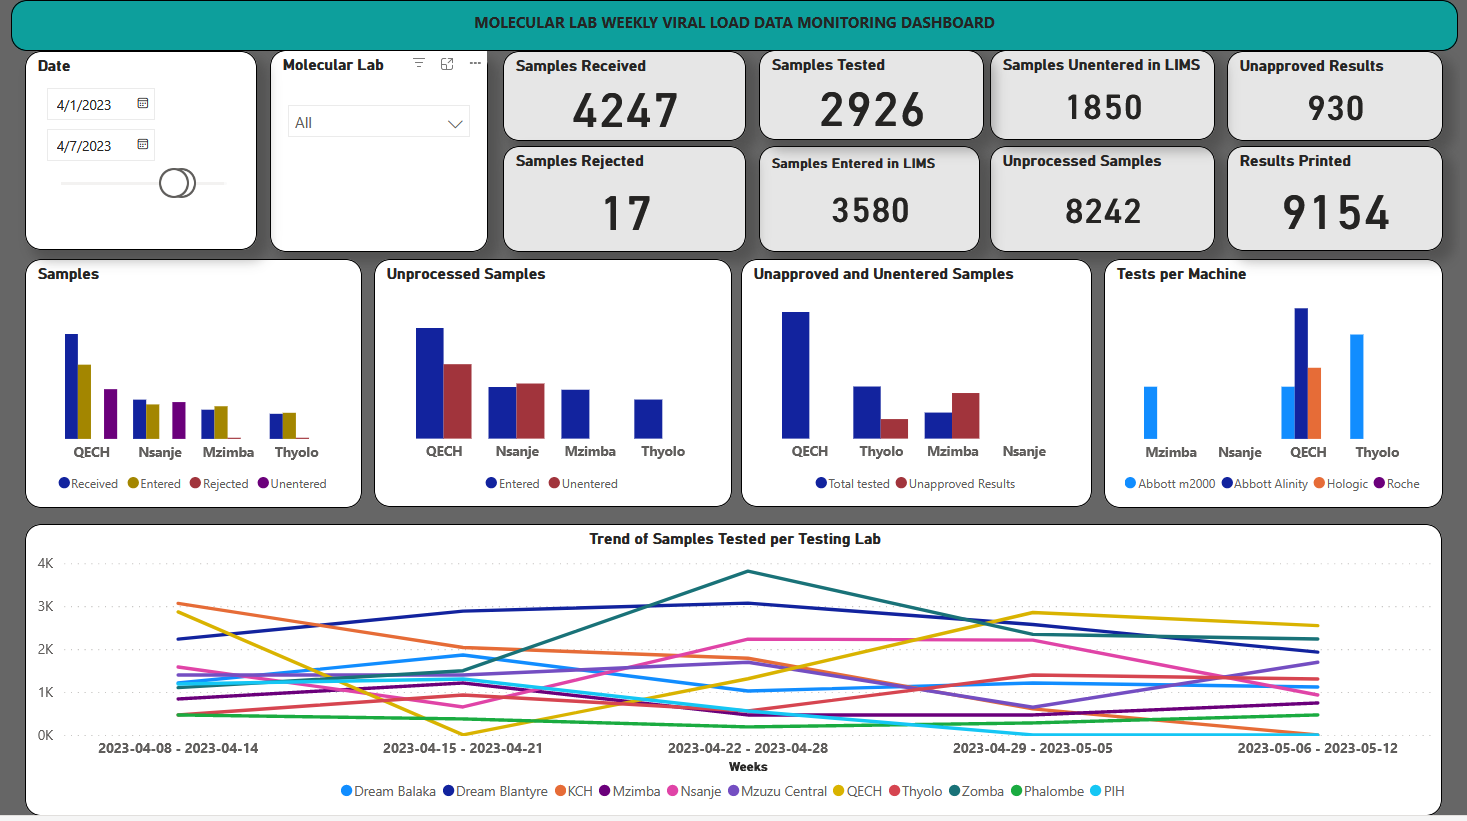 MOLECULAR LAB WEEKLY VIRAL LOAD DATA MONITORING DASHBOARD
Date
4/1/2023
4/7/2023
Molecular Lab
All
Samples Received
4247
Samples Tested
2926
Samples Unentered in LIMS
1850
Unapproved Results
930
Samples Rejected
17
Samples Entered in LIMS
3580
Unprocessed Samples
8242
Results Printed
9154
Samples
QECH Nsanje Mzimba Thyolo
Received Entered Rejected Unentered
Unprocessed Samples
QECH Nsanje Mzimba Thyolo
Entered Unentered
Unapproved and Unentered Samples
QECH Thyolo Mzimba Nsanje
Total tested Unapproved Results
Tests per Machine
Mzimba Nsanje QECH Thyolo
Abbott m2000 Abbott Alinity Hologic Roche
Trend of Samples Tested per Testing Lab
4K
3K
2K
1K
0K
2023-04-08 - 2023-04-14 2023-04-15 - 2023-04-21 2023-04-22 - 2023-04-28 2023-04-29 - 2023-05-05 2023-05-06 - 2023-05-12
Weeks
Dream Balaka Dream Blantyre KCH Mzimba Nsanje Mzuzu Central QECH Thyolo Zomba Phalombe PIH